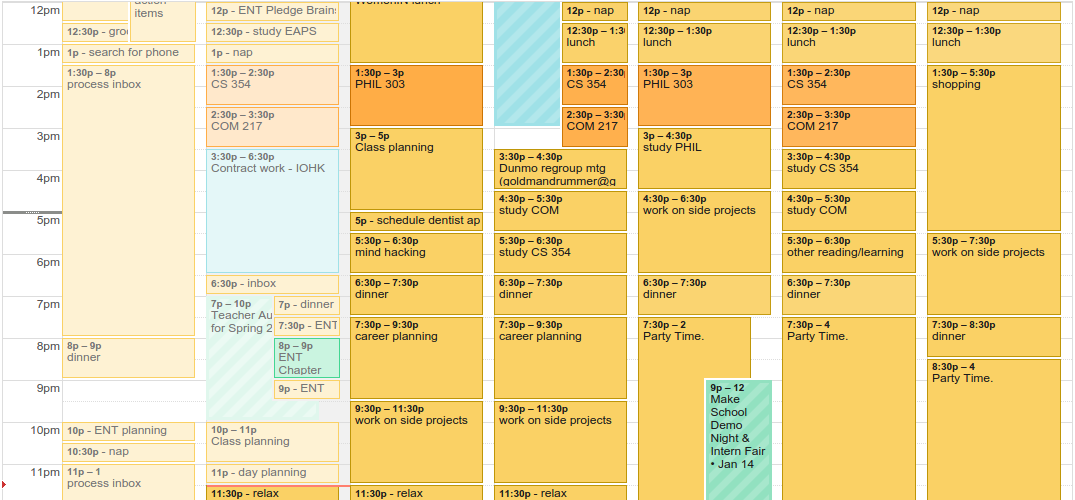 12pm
1pm
2pm
3pm
4pm
5pm
6pm
7pm
8pm
9pm
10pm
11pm
action
items
12:30p - gro
1p - search for phone
1:30p – 8p
process inbox
8p – 9p
dinner
10p - ENT planning
10:30p - nap
11p – 1
process inbox
12p - ENT Pledge Brains
12:30p - study EAPS
1p - nap
1:30p – 2:30p
CS 354
2:30p – 3:30p
COM 217
3:30p – 6:30p
Contract work - IOHK
6:30p - inbox
7p – 10p
Teacher Au
for Spring 2
7p - dinner
7:30p - ENT
8p – 9p
ENT
Chapter
9p - ENT
10p – 11p
Class planning
11p - day planning
11:30p - relax
lunch
1:30p – 3p
PHIL 303
3p – 5p
Class planning
5p - schedule dentist ap
5:30p – 6:30p
mind hacking
6:30p – 7:30p
dinner
7:30p – 9:30p
career planning
9:30p – 11:30p
work on side projects
11:30p - relax
12p - nap
12:30p – 1:30
lunch
1:30p – 2:30p
CS 354
2:30p – 3:30p
COM 217
3:30p – 4:30p
Dunmo regroup mtg
(goldmandrummer@g
4:30p – 5:30p
study COM
5:30p – 6:30p
study CS 354
6:30p – 7:30p
dinner
7:30p – 9:30p
career planning
9:30p – 11:30p
work on side projects
11:30p - relax
12p - nap
12:30p – 1:30p
lunch
1:30p – 3p
PHIL 303
3p – 4:30p
study PHIL
4:30p – 6:30p
work on side projects
6:30p – 7:30p
dinner
7:30p – 2
Party Time.
9p – 12
Make
School
Demo
Night &
Intern Fair
• Jan 14
12p - nap
12:30p – 1:30p
lunch
1:30p – 2:30p
CS 354
2:30p – 3:30p
COM 217
3:30p – 4:30p
study CS 354
4:30p – 5:30p
study COM
5:30p – 6:30p
other reading/learning
6:30p – 7:30p
dinner
7:30p – 4
Party Time.
12p - nap
12:30p – 1:30p
lunch
1:30p – 5:30p
shopping
5:30p – 7:30p
work on side projects
7:30p – 8:30p
dinner
8:30p – 4
Party Time.